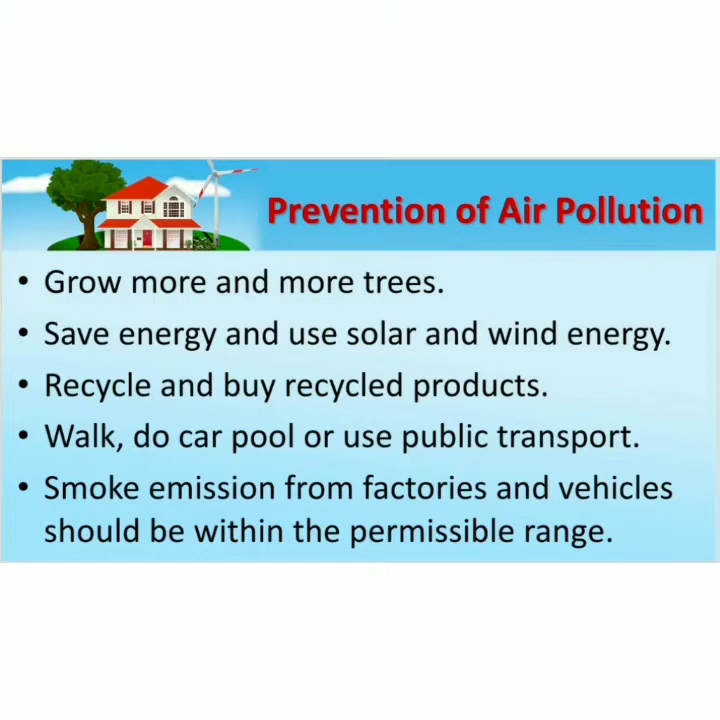 Prevention of Air Pollution
• Grow more and more trees.
• Save energy and use solar and wind energy.
• Recycle and buy recycled products.
• Walk, do car pool or use public transport.
• Smoke emission from factories and vehicles
should be within the permissible range.